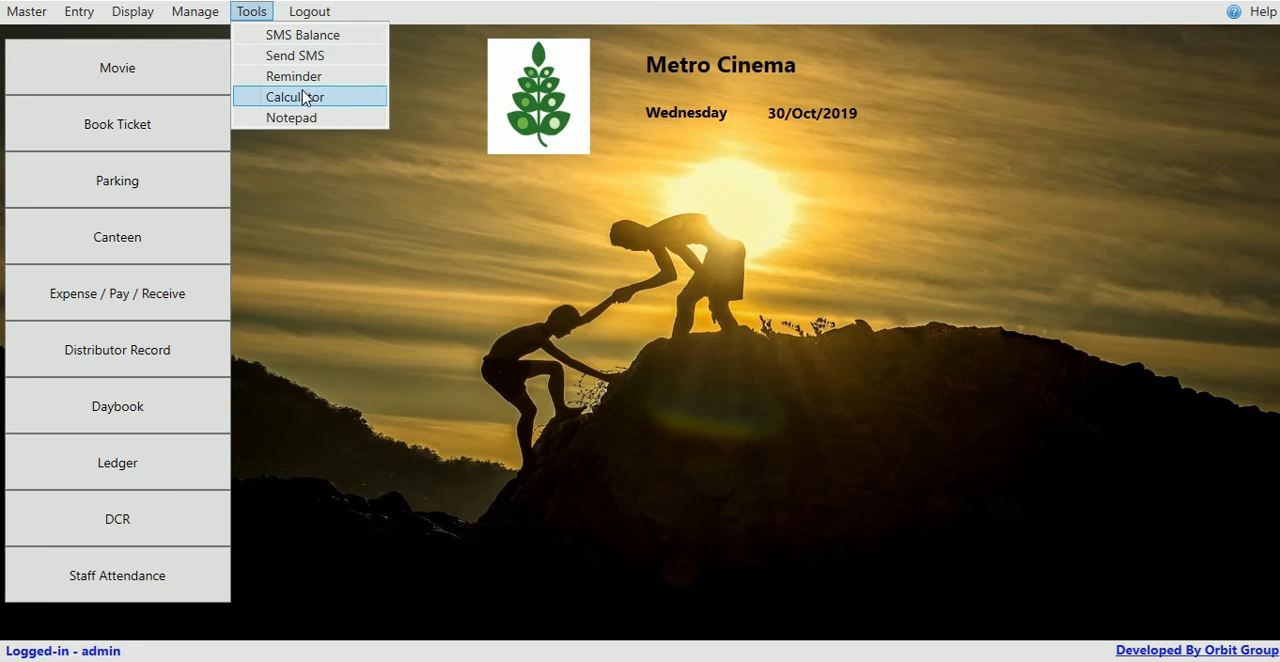 Master Entry Display Manage Tools Logout Help
SMS Balance
Send SMS
Reminder
Calculator
Notepad
Movie
Book Ticket
Parking
Canteen
Expense / Pay / Receive
Distributor Record
Daybook
Ledger
DCR
Staff Attendance
Metro Cinema
Wednesday 30/Oct/2019
Logged-in - admin
Developed By Orbit Group